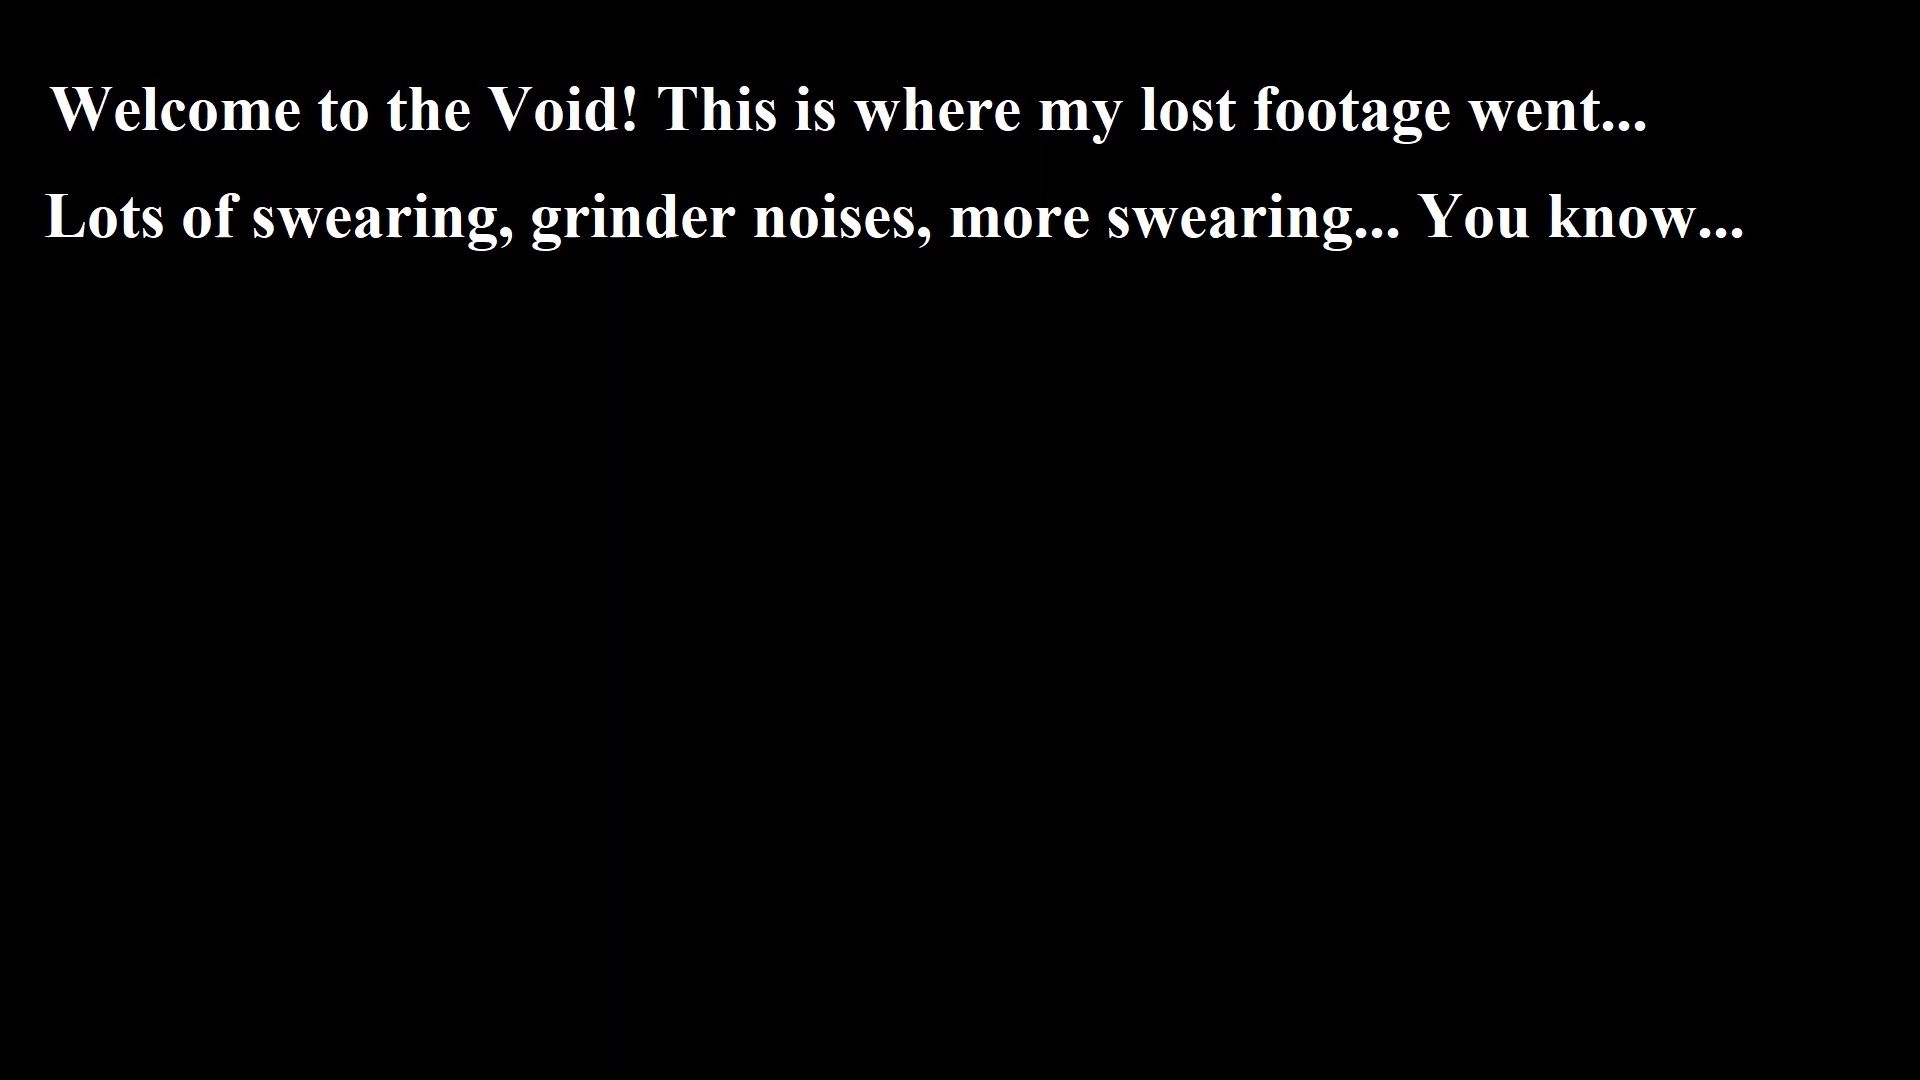 Welcome to the Void! This is where my lost footage went...
Lots of swearing, grinder noises, more swearing... You know...